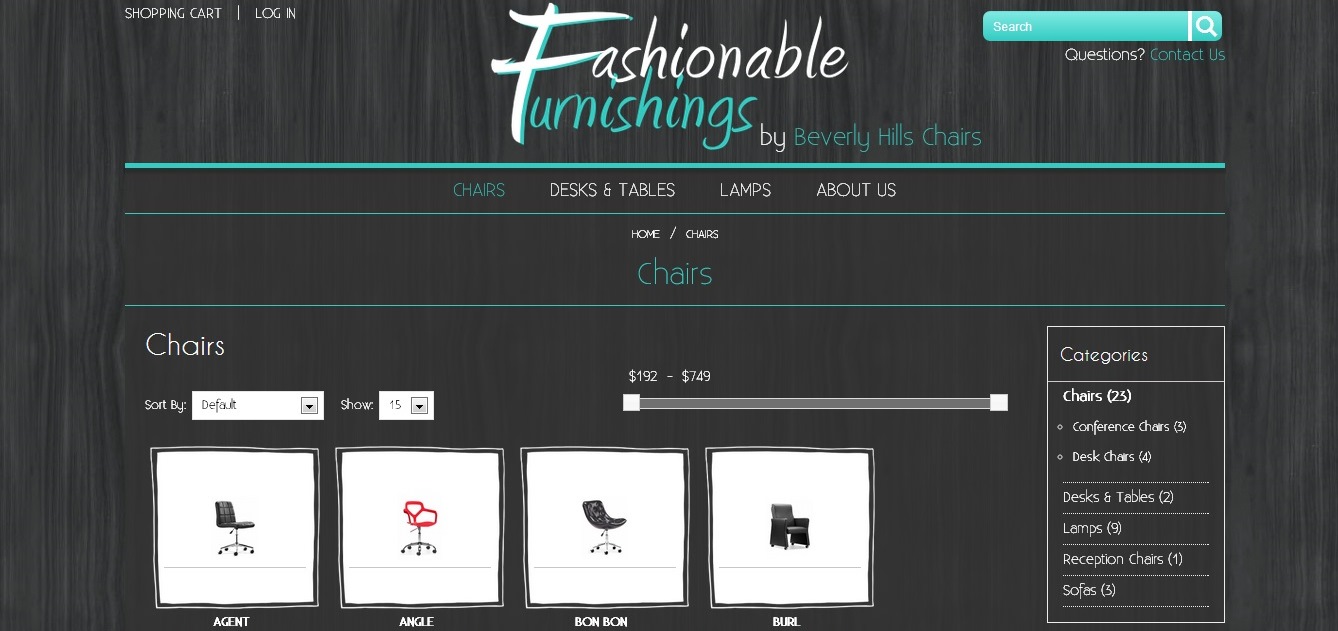 SHOPPING CART | LOG IN
Search
Questions? Contact Us
Fashionable
Furnishings
by Beverly Hills Chairs
CHAIRS DESKS & TABLES LAMPS ABOUT US
HOME / CHAIRS
Chairs
Chairs
$192 - $749
Sort By: Default Show: 15
AGENT ANGLE BON BON BURL
Categories
Chairs (23)
Conference Chairs (3)
Desk Chairs (4)
Desks & Tables (2)
Lamps (9)
Reception Chairs (1)
Sofas (3)